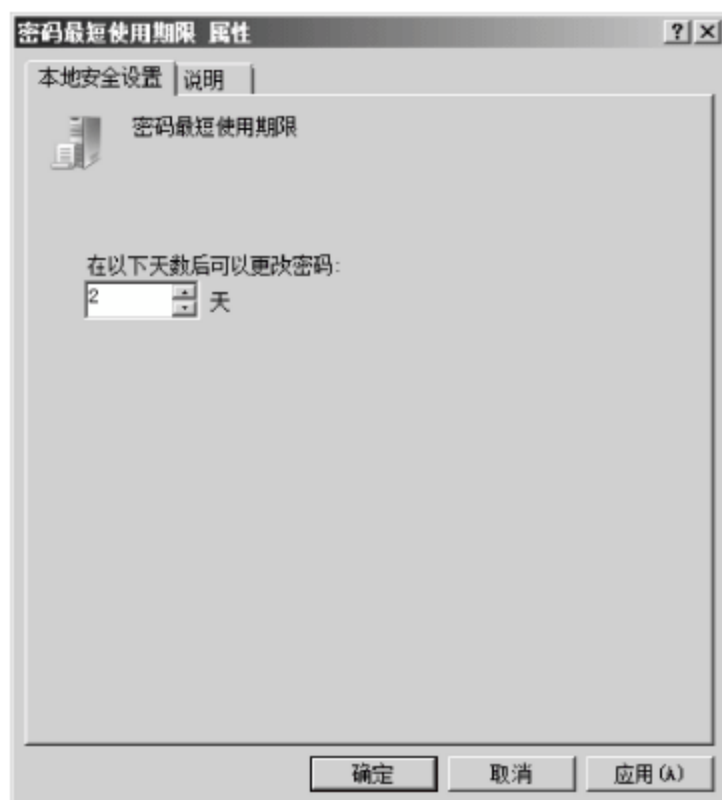 密码最短使用期限 属性
本地安全设置 说明
密码最短使用期限
在以下天数后可以更改密码:
2 天
确定 取消 应用(A)